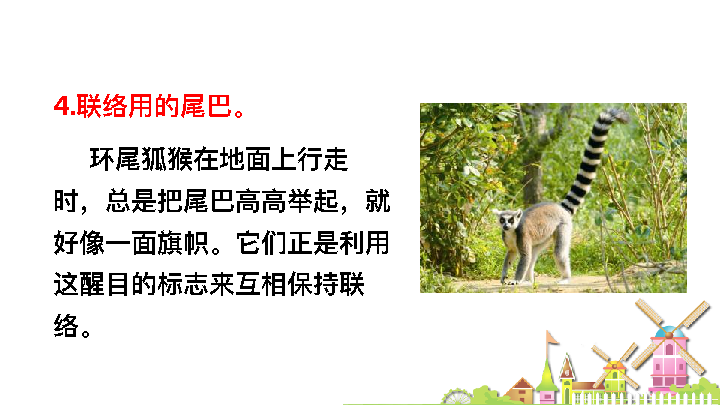 4.联络用的尾巴。
环尾狐猴在地面上行走
时，总是把尾巴高高举起，就
好像一面旗帜。它们正是利用
这醒目的标志来互相保持联
络。